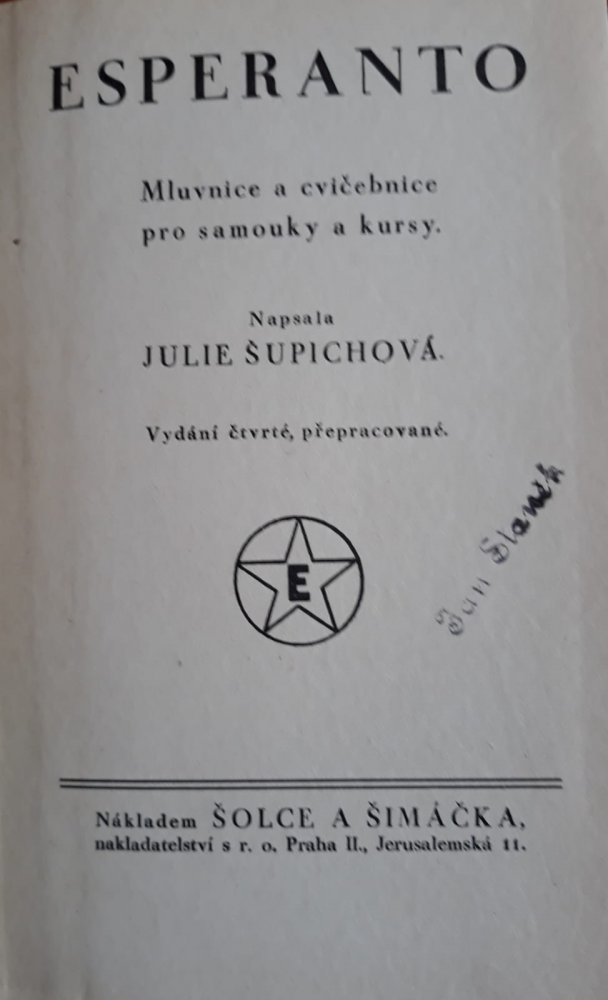 ESPERANTO
Mluvnice a cvičebnice
pro samouky a kursy.
Napsala
JULIE ŠUPICHOVÁ.
Vydání čtvrté, přepracované.
E
Jan
Nákladem ŠOLCE A ŠIMÁČKA,
nakladatelství s r. o. Praha II., Jerusalemská 11.